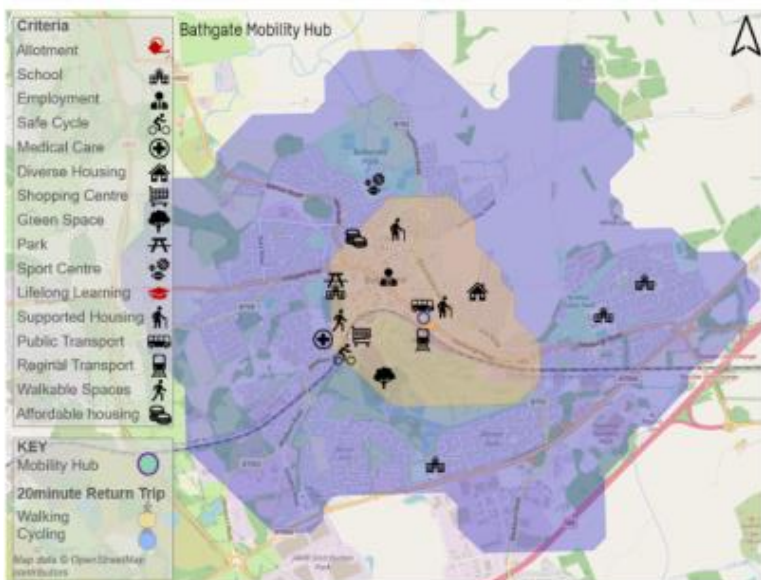 Bathgate Mobility Hub
Criteria
Allotment
School
Employment
Safe Cycle
Medical Care
Diverse Housing
Shopping Centre
Green Space
Park
Sport Centre
Lifelong Learning
Supported Housing
Public Transport
Reginal Transport
Walkable Spaces
Affordable housing
KEY
Mobility Hub
20minute Return Trip
Walking
Cycling
Map data © OpenStreetMap
contributors